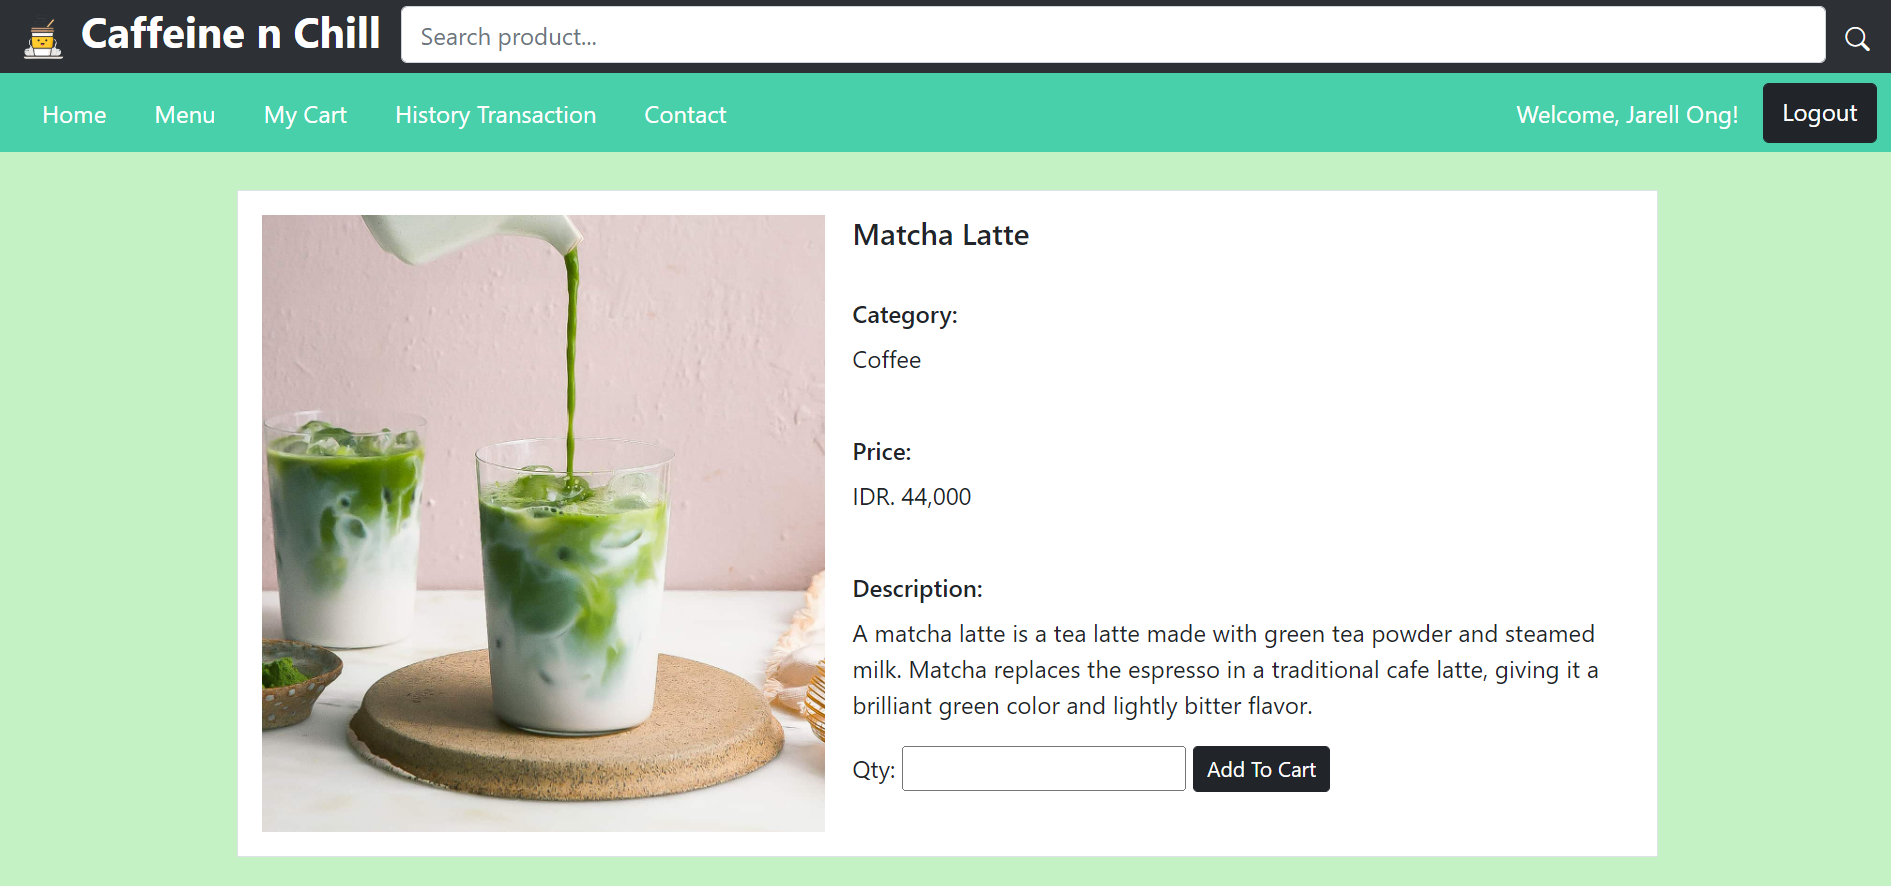 Caffeine n Chill
Search product...
Home
Menu
My Cart
History Transaction
Contact
Welcome, Jarell Ong!
Logout
Matcha Latte
Category:
Coffee
Price:
IDR. 44,000
Description:
A matcha latte is a tea latte made with green tea powder and steamed
milk. Matcha replaces the espresso in a traditional cafe latte, giving it a
brilliant green color and lightly bitter flavor.
Qty:
Add To Cart